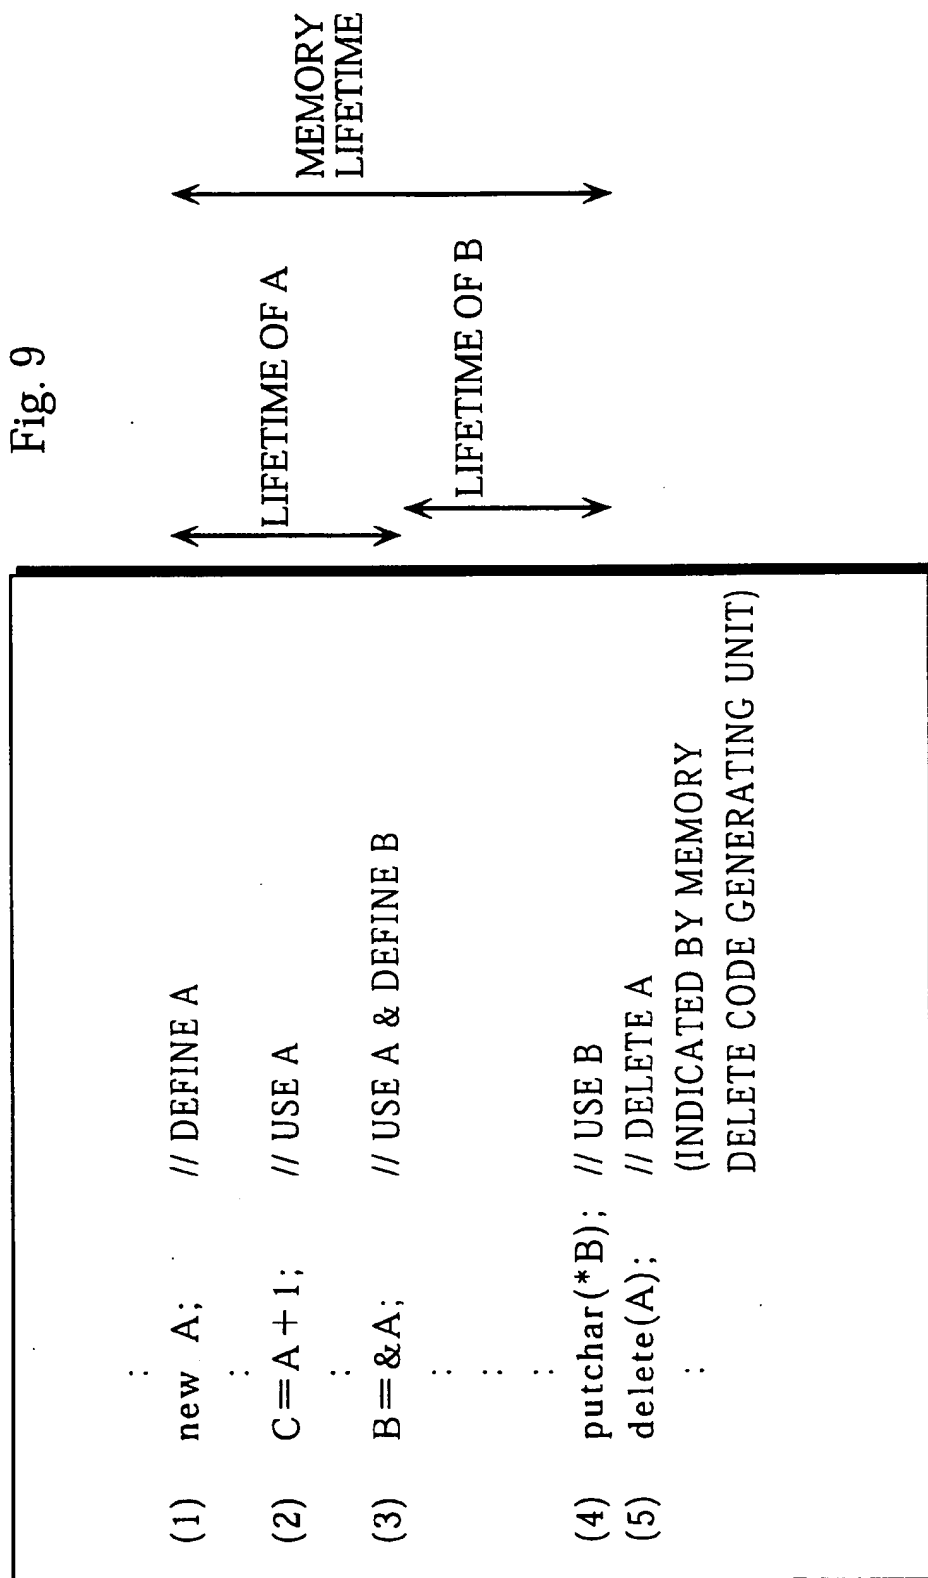 Fig. 9
:
(1) new A; // DEFINE A
:
(2) C=A+1; // USE A
:
(3) B=&A; // USE A & DEFINE B
:
:
:
(4) putchar(*B); // USE B
(5) delete(A); // DELETE A
(INDICATED BY MEMORY
:
DELETE CODE GENERATING UNIT)
LIFETIME OF A
LIFETIME OF B
MEMORY
LIFETIME